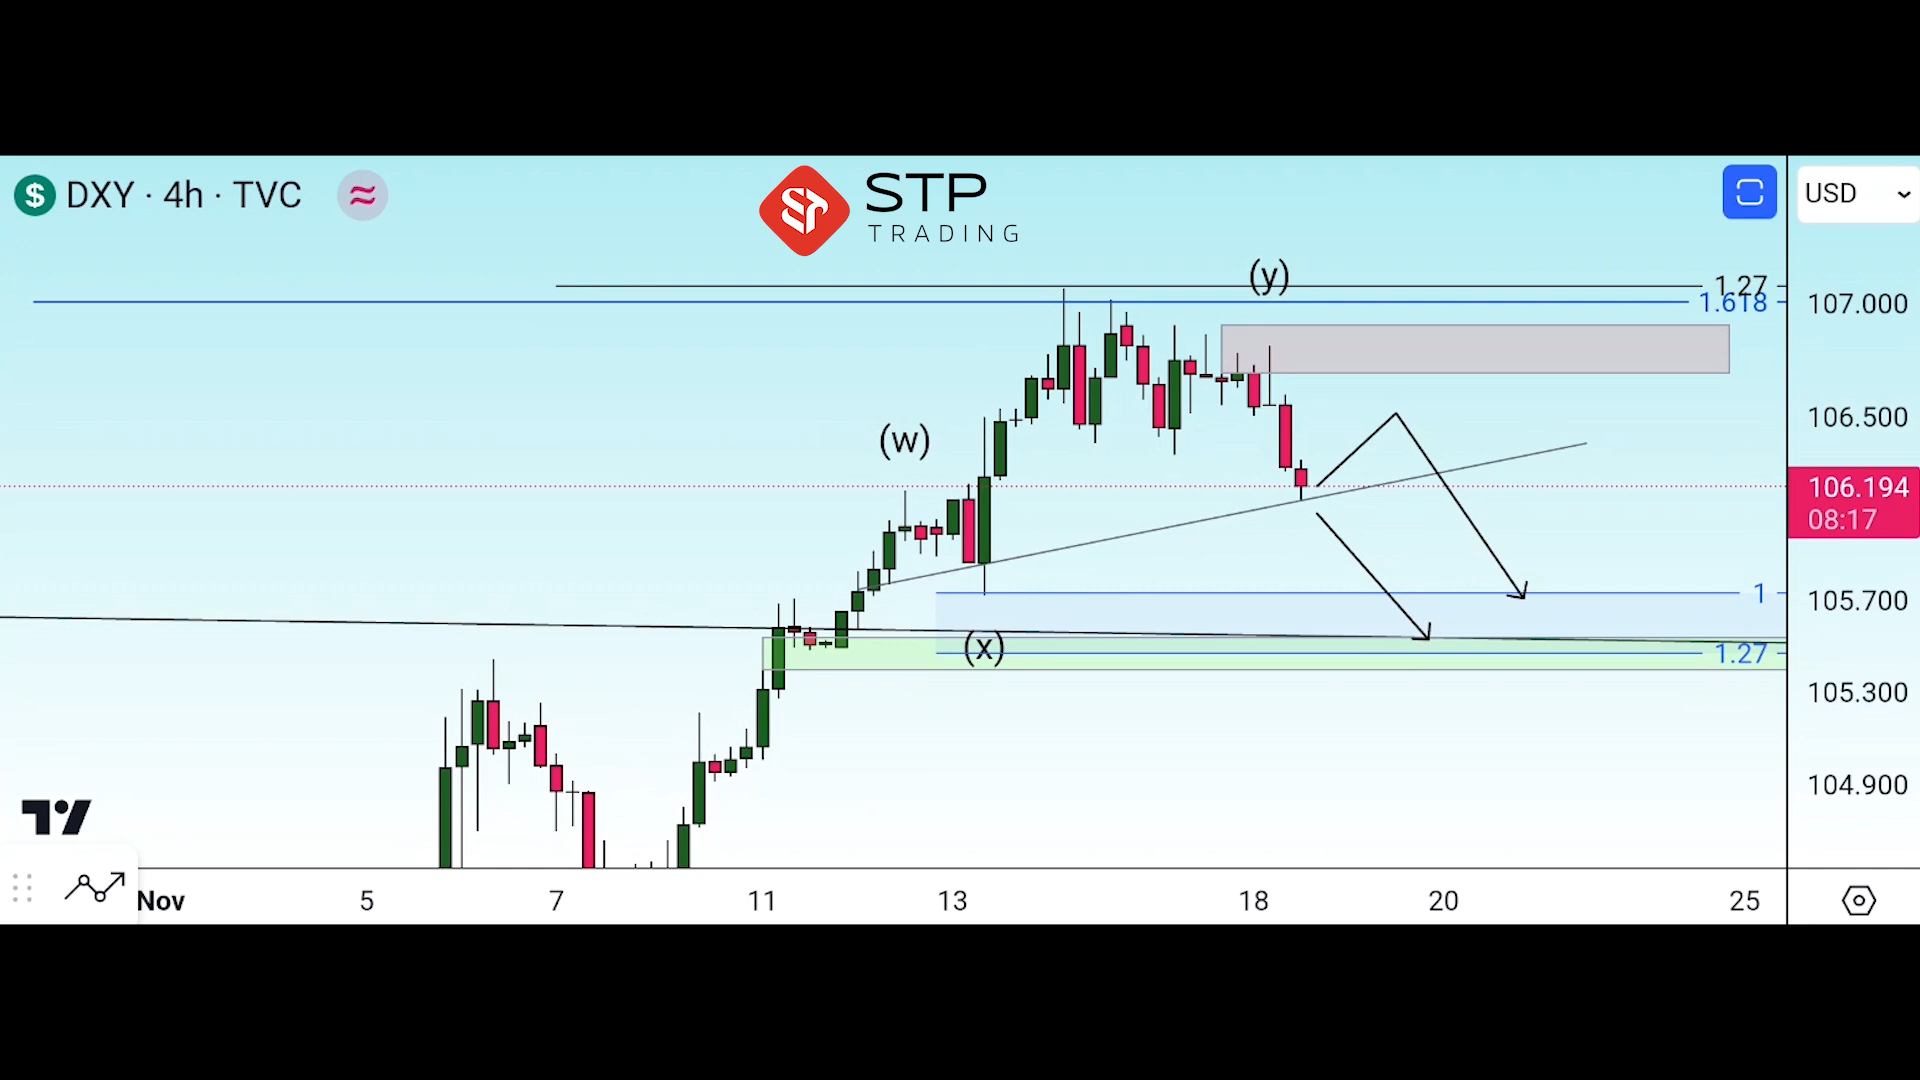 $ DXY · 4h · TVC
STP
TRADING
USD
(y)
1.27
1.618
107.000
(w)
106.500
106.194
08:17
1
105.700
(x)
1.27
105.300
104.900
Nov 5 7 11 13 18 20 25